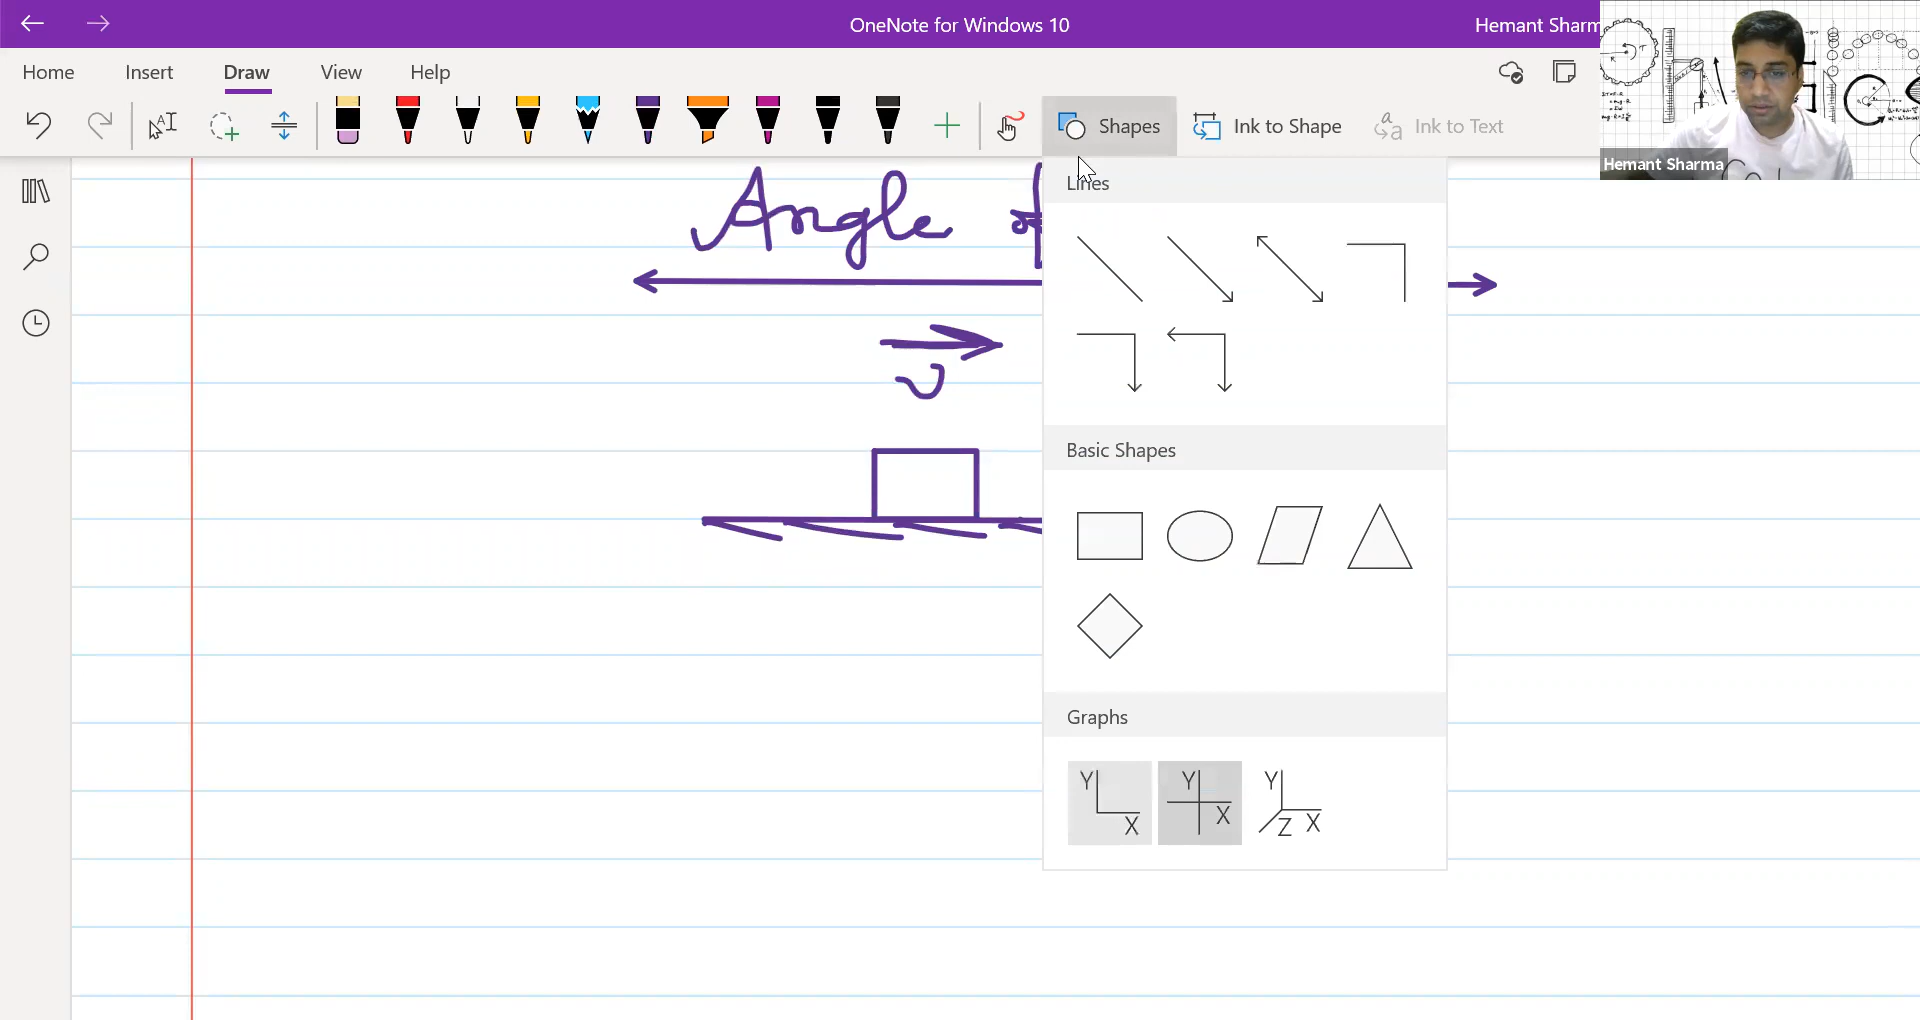 OneNote for Windows 10
Hemant Sharm
Home Insert Draw View Help
Shapes Ink to Shape Ink to Text
Hemant Sharma
Lines
Angle
v
Basic Shapes
Graphs
Y X Y X Y Z X